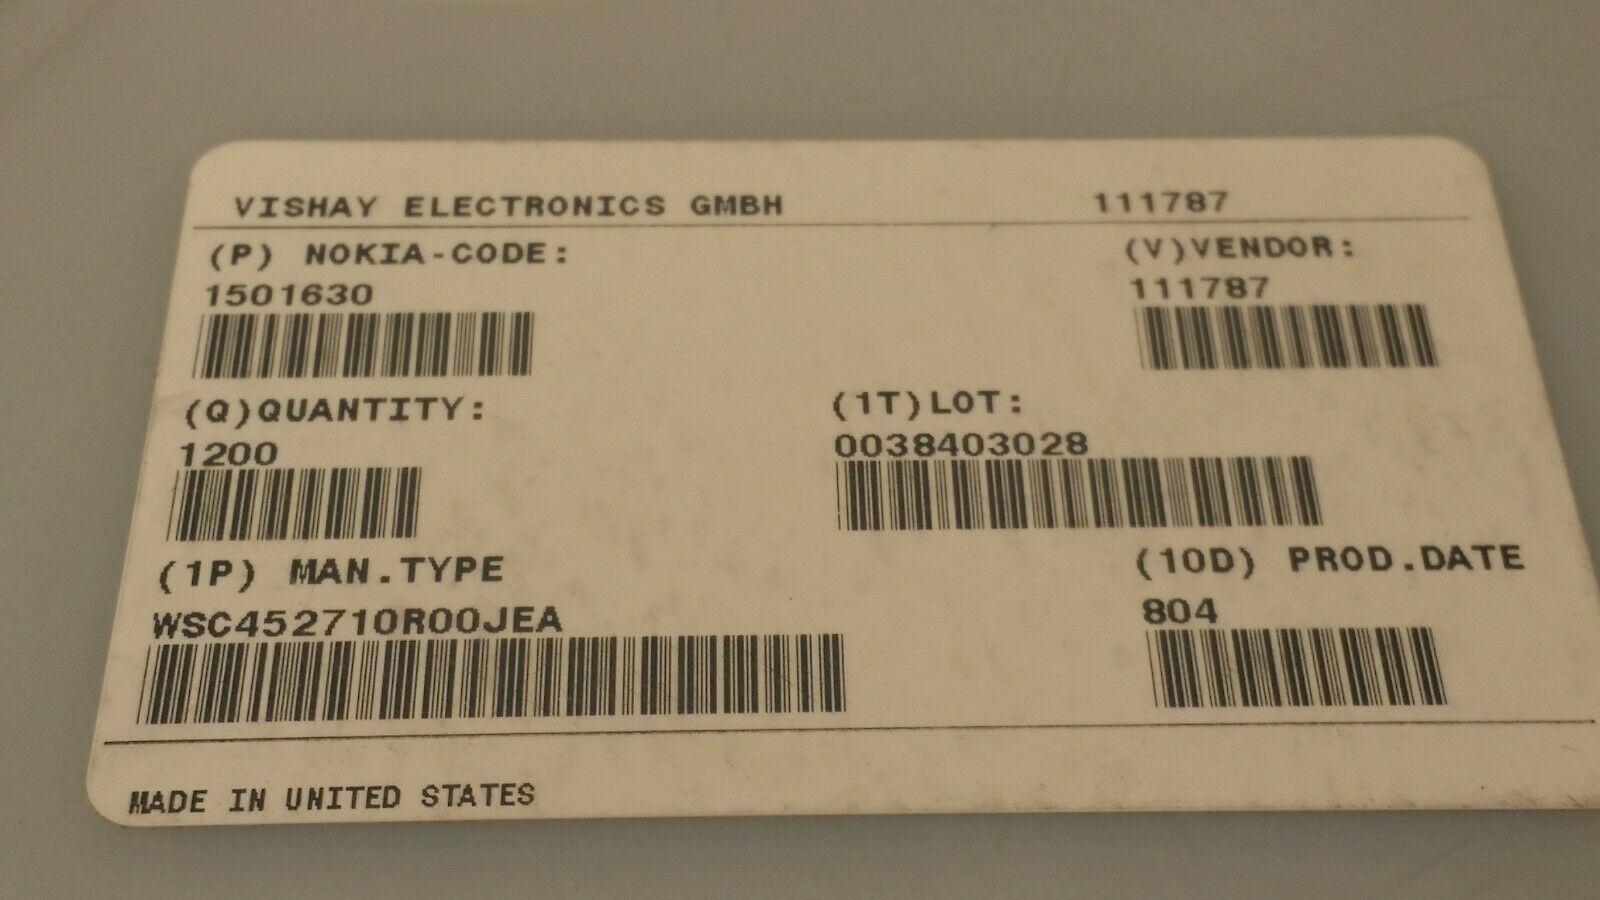 VISHAY ELECTRONICS GMBH 111787
(P) NOKIA-CODE: (V)VENDOR:
1501630 111787
(Q)QUANTITY: (1T)LOT:
1200 0038403028
(1P) MAN.TYPE (10D) PROD.DATE
WSC452710R00JEA 804
MADE IN UNITED STATES